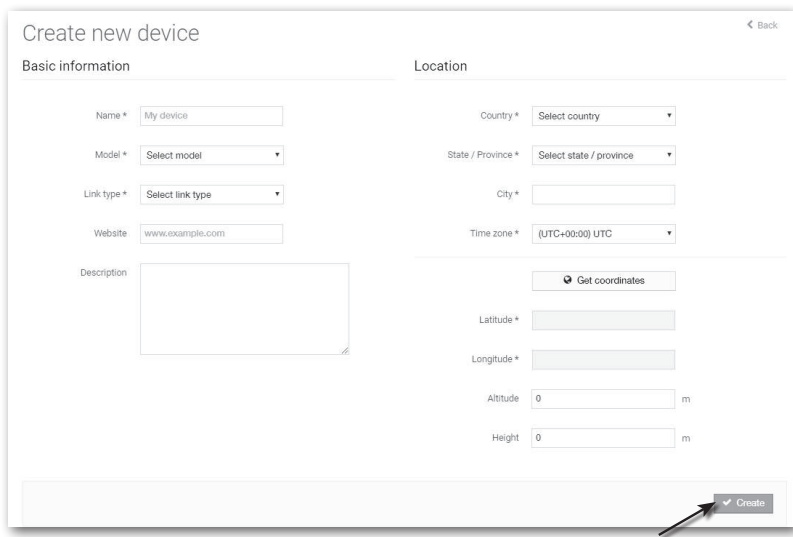 Create new device
Back
Basic information
Name *
My device
Model *
Select model
Link type *
Select link type
Website
www.example.com
Description
Location
Country *
Select country
State / Province *
Select state / province
City *
Time zone *
(UTC+00:00) UTC
Get coordinates
Latitude *
Longitude *
Altitude
0
m
Height
0
m
Create